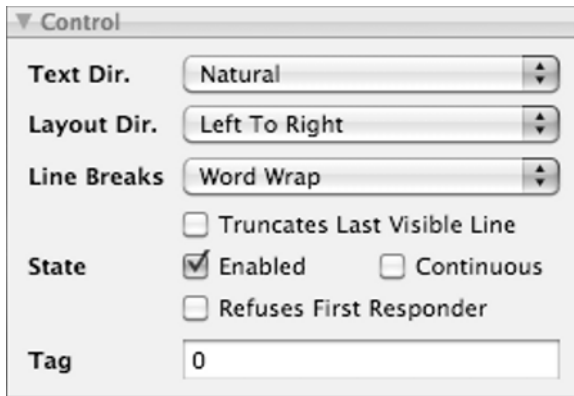 Control
Text Dir. Natural
Layout Dir. Left To Right
Line Breaks Word Wrap
Truncates Last Visible Line
State Enabled Continuous
Refuses First Responder
Tag 0